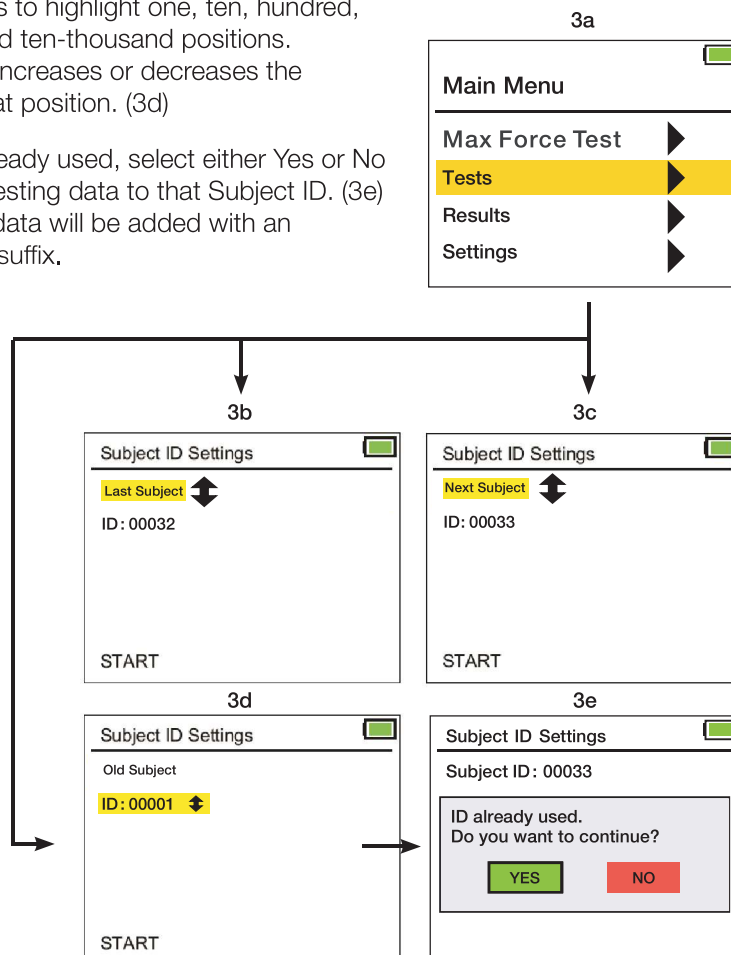 s to highlight one, ten, hundred,
d ten-thousand positions.
increases or decreases the
at position. (3d)
eady used, select either Yes or No
esting data to that Subject ID. (3e)
data will be added with an
suffix.
3a
Main Menu
Max Force Test
Tests
Results
Settings
3b
Subject ID Settings
Last Subject
ID: 00032
START
3c
Subject ID Settings
Next Subject
ID: 00033
START
3d
Subject ID Settings
Old Subject
ID: 00001
START
3e
Subject ID Settings
Subject ID: 00033
ID already used.
Do you want to continue?
YES
NO